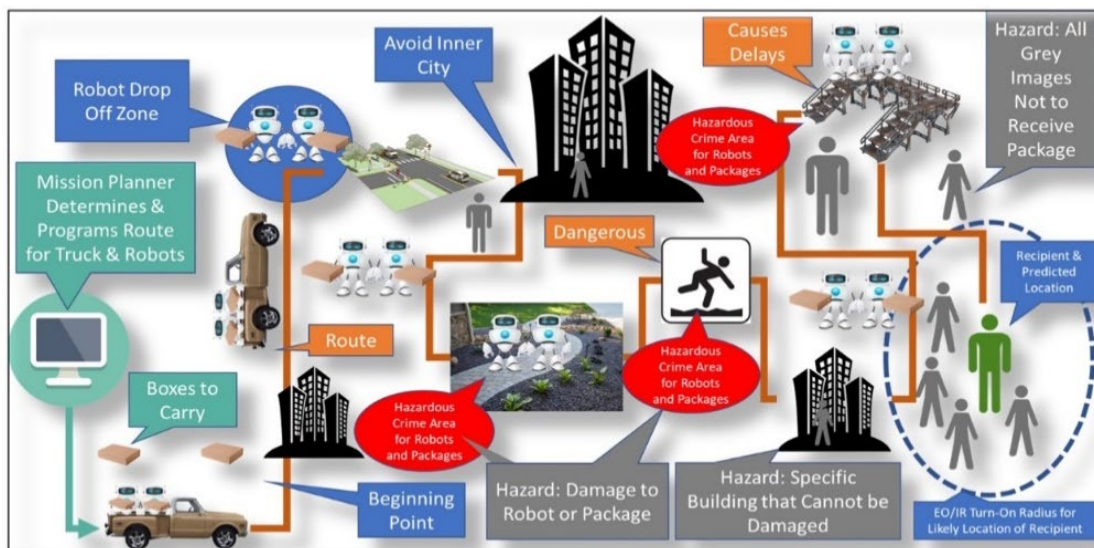 Robot Drop
Off Zone
Avoid Inner
City
Causes
Delays
Hazard: All
Grey
Images
Not to
Receive
Package
Hazardous
Crime Area
for Robots
and Packages
Mission Planner
Determines &
Programs Route
for Truck & Robots
Dangerous
Recipient &
Predicted
Location
Route
Hazardous
Crime Area
for Robots
and Packages
Boxes to
Carry
Hazardous
Crime Area
for Robots
and Packages
Beginning
Point
Hazard: Damage to
Robot or Package
Hazard: Specific
Building that Cannot be
Damaged
EO/IR Turn-On Radius for
Likely Location of Recipient